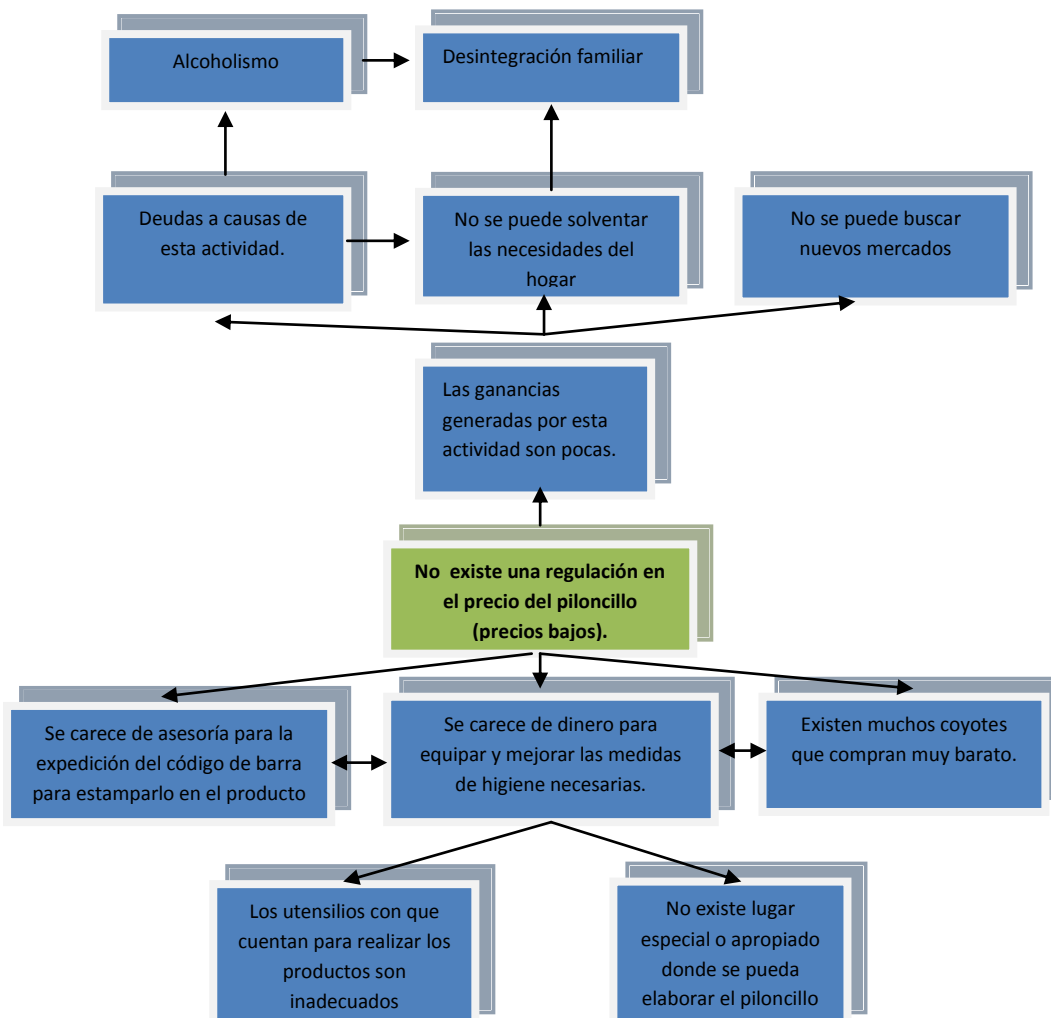 Alcoholismo
Desintegración familiar
Deudas a causas de
esta actividad.
No se puede solventar
las necesidades del
hogar
No se puede buscar
nuevos mercados
Las ganancias
generadas por esta
actividad son pocas.
No existe una regulación en
el precio del piloncillo
(precios bajos).
Se carece de asesoría para la
expedición del código de barra
para estamparlo en el producto
Se carece de dinero para
equipar y mejorar las medidas
de higiene necesarias.
Existen muchos coyotes
que compran muy barato.
Los utensilios con que
cuentan para realizar los
productos son
inadecuados
No existe lugar
especial o apropiado
donde se pueda
elaborar el piloncillo